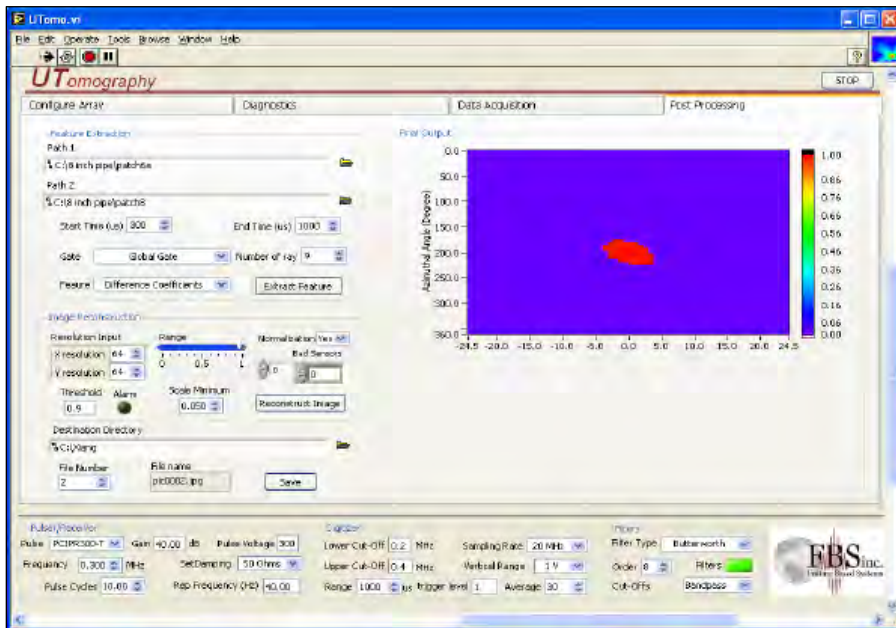 UTomo.vi
File Edit Operate Tools Browse Window Help
UTomography
STOP
Configure Array Diagnostics Data Acquisition Post Processing
Feature Extraction
Path 1
C:\8 inch pipe\patch6a
Path 2
C:\8 inch pipe\patch8
Start Time (us) 300 End Time (us) 1000
Gate Global Gate Number of ray 9
Feature Difference Coefficients Extract Feature
Image Reconstruction
Resolution Input Range Normalization Yes
X resolution 64
Y resolution 64
0 0.5 1
Bad Sensors
0 0
Threshold Alarm Scale Minimum
0.9 0.050 Reconstruct Image
Destination Directory
File Number File name
2 pic0002.jpg Save
Final Output
Azimuthal Angle (Degree)
0.0
50.0
100.0
150.0
200.0
250.0
300.0
360.0
-24.5 -20.0 -15.0 -10.0 -5.0 0.0 5.0 10.0 15.0 20.0 24.5
1.00
0.86
0.76
0.66
0.56
0.46
0.36
0.26
0.16
0.06
0.00
Pulser/Receiver
Pulse PCIPR300-T Gain 40.00 dB Pulse Voltage 300
Frequency 0.300 MHz Set Damping 50 Ohms
Pulse Cycles 10.00 Rep Frequency (Hz) 40.00
Digitizer
Lower Cut-Off 0.2 MHz Sampling Rate 20 MHz
Upper Cut-Off 0.4 MHz Vertical Range 1 V
Range 1000 us trigger level 1 Average 30
Filters
Filter Type Butterworth
Order 8 Filters
Cut-Offs Bandpass
FBS inc.